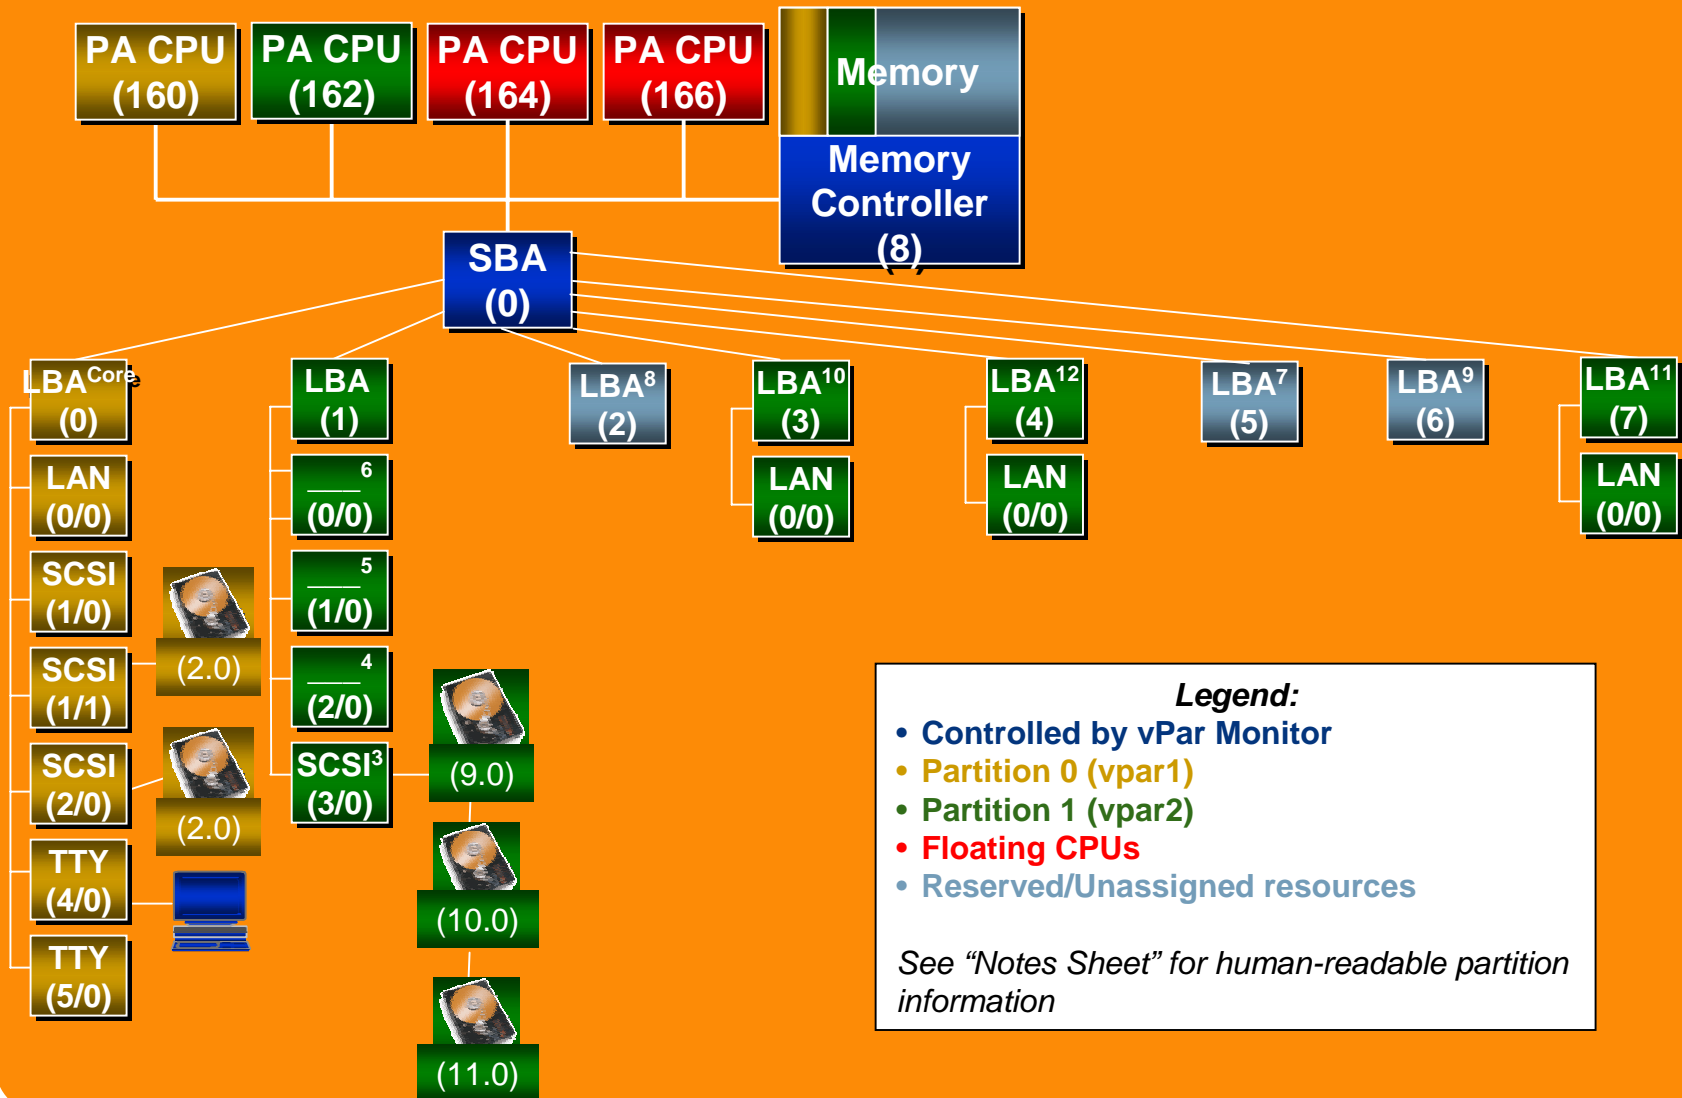 PA CPU
(160)
PA CPU
(162)
PA CPU
(164)
PA CPU
(166)
Memory
Memory
Controller
(8)
SBA
(0)
LBA^Core
(0)
LBA
(1)
LBA⁸
(2)
LBA¹⁰
(3)
LBA¹²
(4)
LBA⁷
(5)
LBA⁹
(6)
LBA¹¹
(7)
LAN
(0/0)
___⁶
(0/0)
LAN
(0/0)
LAN
(0/0)
LAN
(0/0)
SCSI
(1/0)
___⁵
(1/0)
SCSI
(1/1)
(2.0)
___⁴
(2/0)
SCSI
(2/0)
(2.0)
SCSI³
(3/0)
(9.0)
TTY
(4/0)
(10.0)
TTY
(5/0)
(11.0)
Legend:
• Controlled by vPar Monitor
• Partition 0 (vpar1)
• Partition 1 (vpar2)
• Floating CPUs
• Reserved/Unassigned resources
See “Notes Sheet” for human-readable partition
information